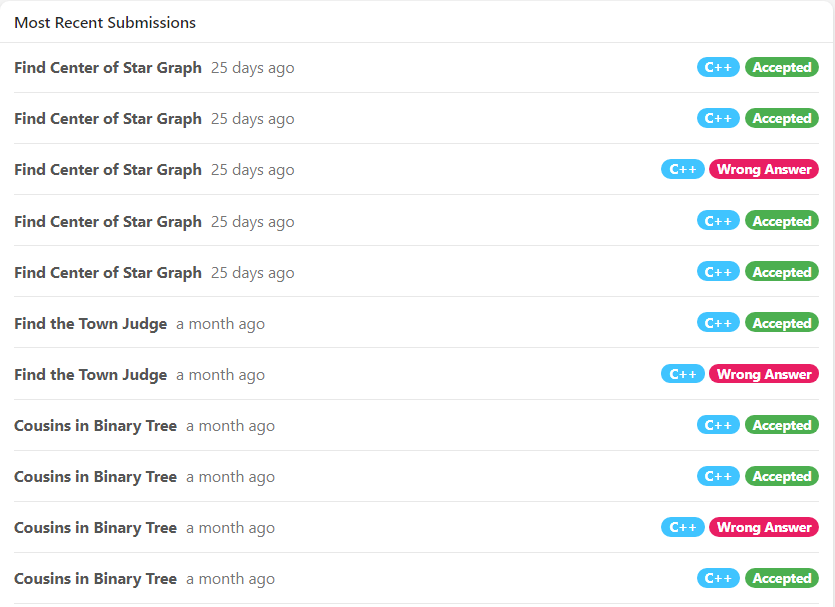 Most Recent Submissions
Find Center of Star Graph 25 days ago C++ Accepted
Find Center of Star Graph 25 days ago C++ Accepted
Find Center of Star Graph 25 days ago C++ Wrong Answer
Find Center of Star Graph 25 days ago C++ Accepted
Find Center of Star Graph 25 days ago C++ Accepted
Find the Town Judge a month ago C++ Accepted
Find the Town Judge a month ago C++ Wrong Answer
Cousins in Binary Tree a month ago C++ Accepted
Cousins in Binary Tree a month ago C++ Accepted
Cousins in Binary Tree a month ago C++ Wrong Answer
Cousins in Binary Tree a month ago C++ Accepted